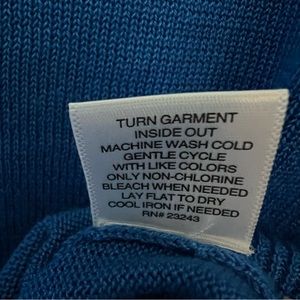 TURN GARMENT
INSIDE OUT
MACHINE WASH COLD
GENTLE CYCLE
WITH LIKE COLORS
ONLY NON-CHLORINE
BLEACH WHEN NEEDED
LAY FLAT TO DRY
COOL IRON IF NEEDED
RN# 23243